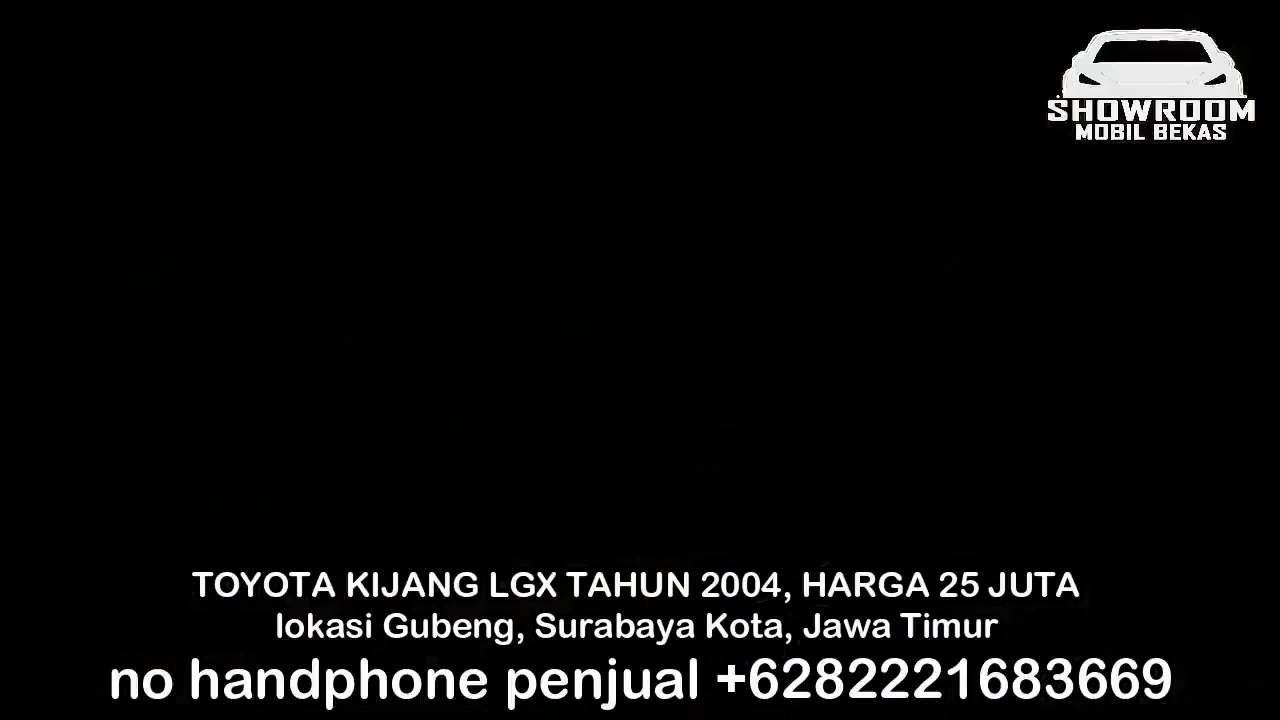 SHOWROOM
MOBIL BEKAS
TOYOTA KIJANG LGX TAHUN 2004, HARGA 25 JUTA
lokasi Gubeng, Surabaya Kota, Jawa Timur
no handphone penjual +6282221683669